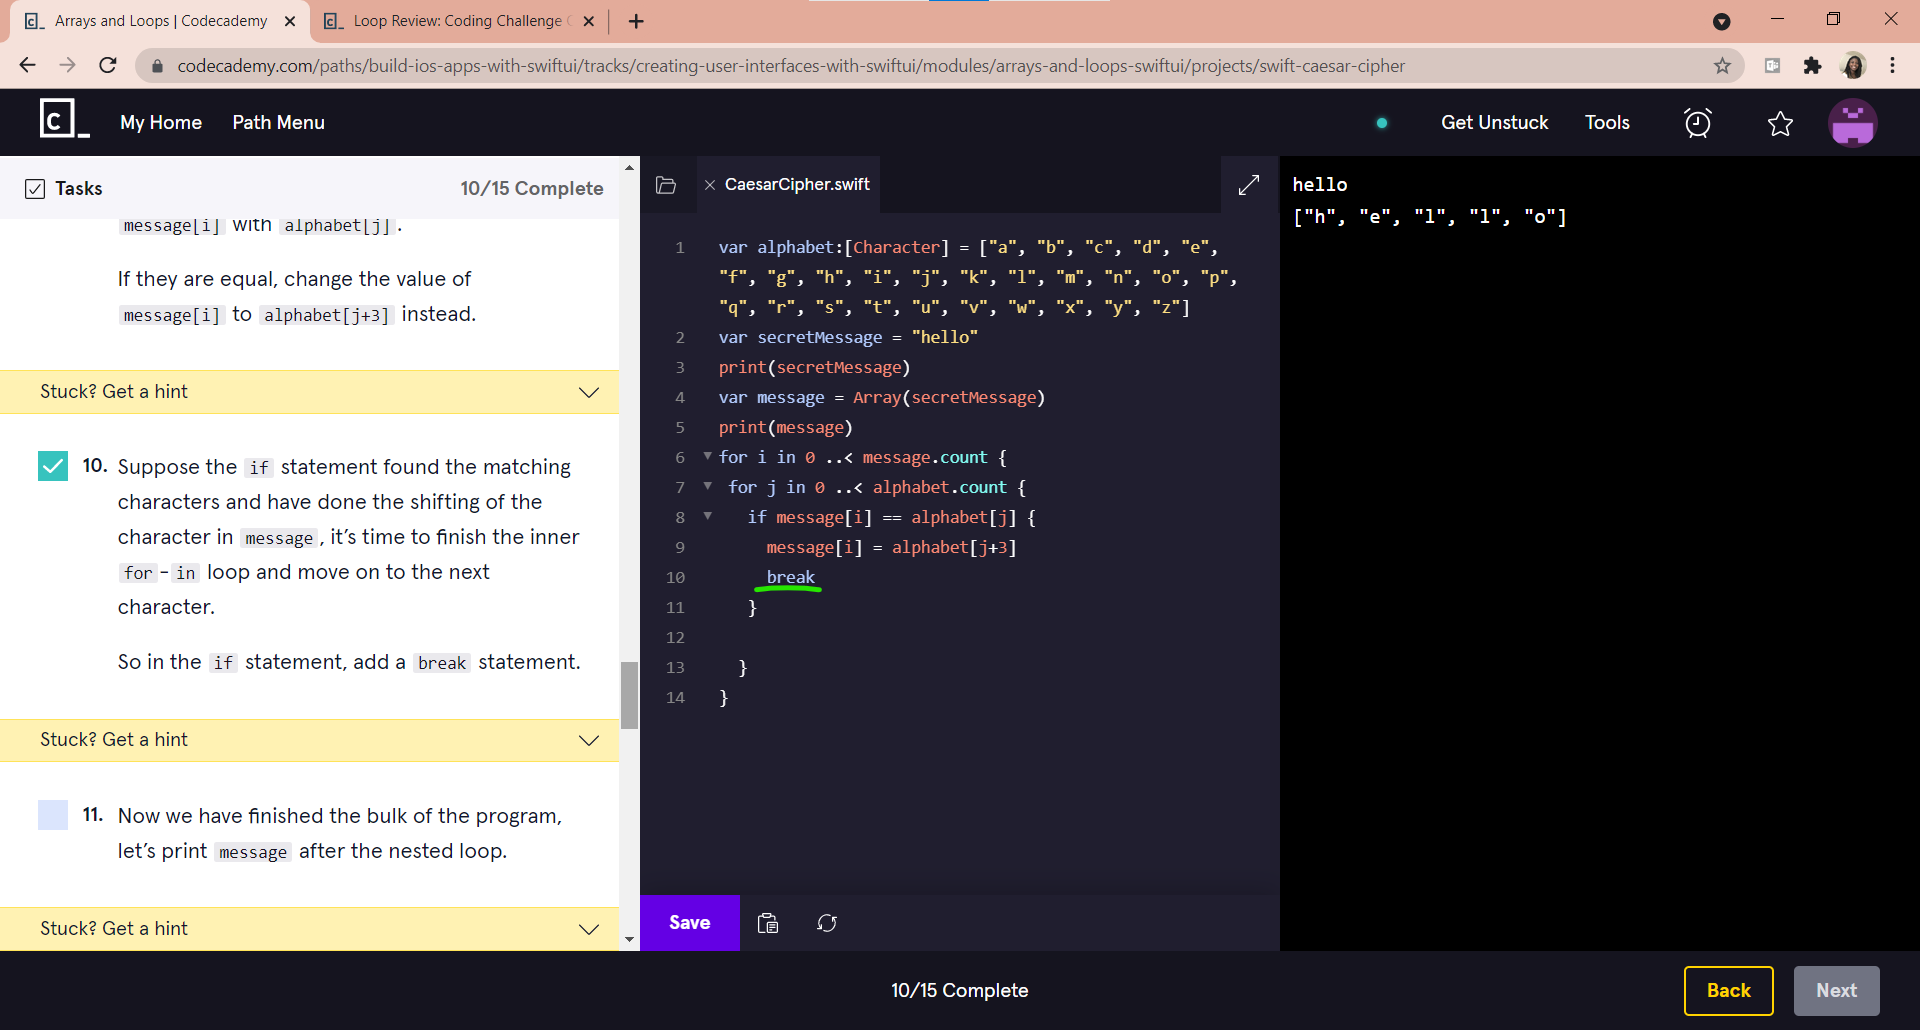 Arrays and Loops | Codecademy
Loop Review: Coding Challenge
codecademy.com/paths/build-ios-apps-with-swiftui/tracks/creating-user-interfaces-with-swiftui/modules/arrays-and-loops-swiftui/projects/swift-caesar-cipher
My Home Path Menu Get Unstuck Tools
Tasks 10/15 Complete
message[i] with alphabet[j].
If they are equal, change the value of
message[i] to alphabet[j+3] instead.
Stuck? Get a hint
10. Suppose the if statement found the matching
characters and have done the shifting of the
character in message, it’s time to finish the inner
for-in loop and move on to the next
character.
So in the if statement, add a break statement.
Stuck? Get a hint
11. Now we have finished the bulk of the program,
let’s print message after the nested loop.
Stuck? Get a hint
CaesarCipher.swift
1 var alphabet:[Character] = ["a", "b", "c", "d", "e",
"f", "g", "h", "i", "j", "k", "l", "m", "n", "o", "p",
"q", "r", "s", "t", "u", "v", "w", "x", "y", "z"]
2 var secretMessage = "hello"
3 print(secretMessage)
4 var message = Array(secretMessage)
5 print(message)
6 for i in 0 ..< message.count {
7 for j in 0 ..< alphabet.count {
8 if message[i] == alphabet[j] {
9 message[i] = alphabet[j+3]
10 break
11 }
12
13 }
14 }
Save
hello
["h", "e", "l", "l", "o"]
10/15 Complete
Back Next